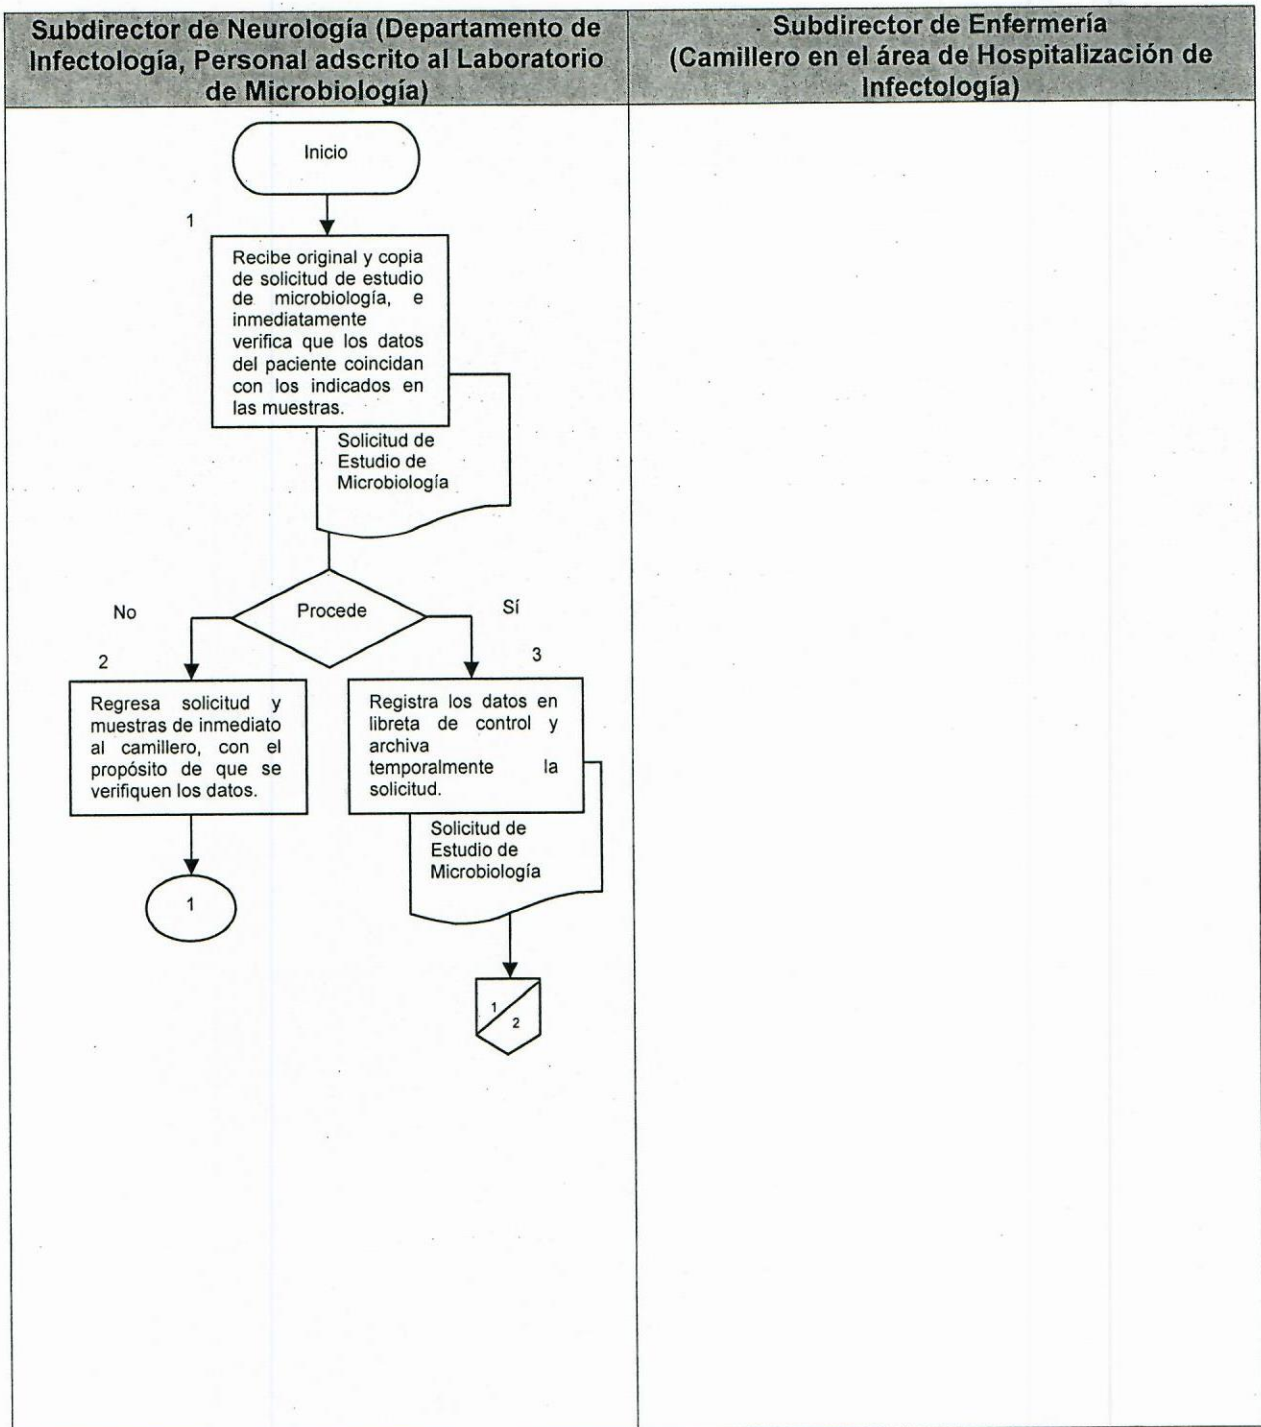 Subdirector de Neurología (Departamento de
Infectología, Personal adscrito al Laboratorio
de Microbiología)
Subdirector de Enfermería
(Camillero en el área de Hospitalización de
Infectología)
Inicio
1
Recibe original y copia
de solicitud de estudio
de microbiología, e
inmediatamente
verifica que los datos
del paciente coincidan
con los indicados en
las muestras.
Solicitud de
Estudio de
Microbiología
Procede
No
Sí
2
Regresa solicitud y
muestras de inmediato
al camillero, con el
propósito de que se
verifiquen los datos.
1
3
Registra los datos en
libreta de control y
archiva
temporalmente la
solicitud.
Solicitud de
Estudio de
Microbiología
1
2